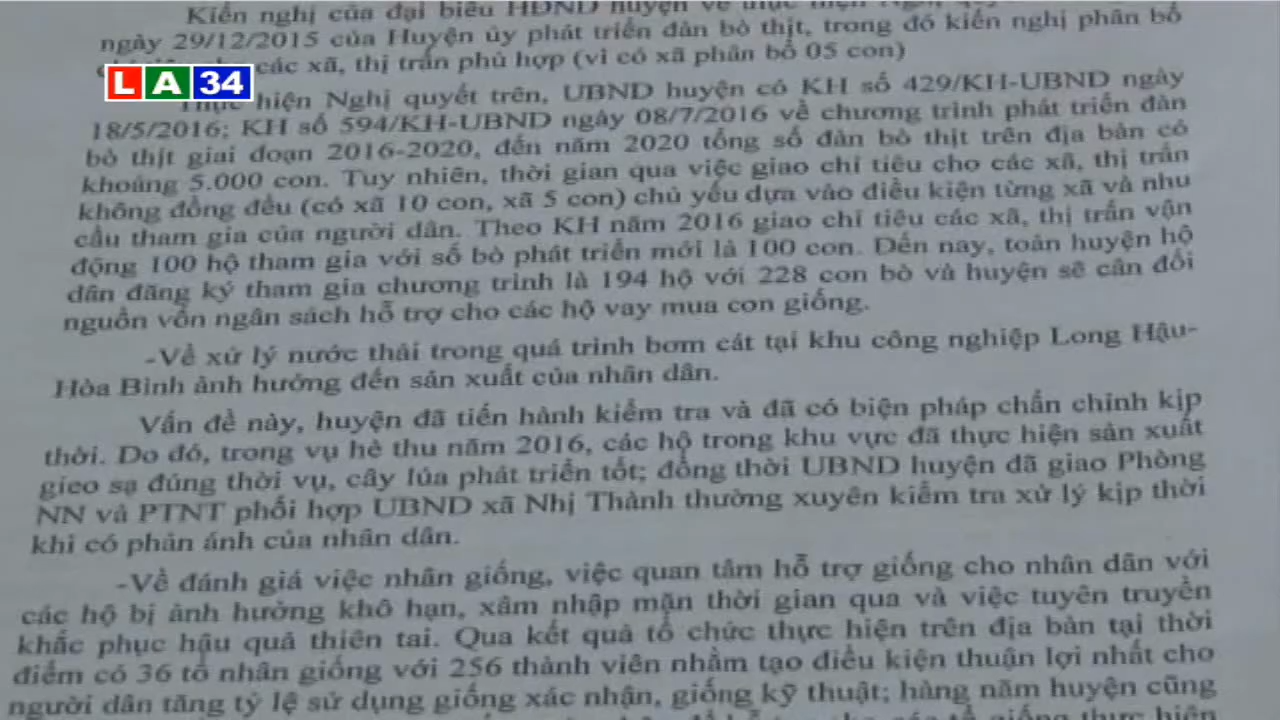 Kiến nghị của đại biểu HĐND huyện về thực hiện Nghị
ngày 29/12/2015 của Huyện ủy phát triển đàn bò thịt, trong đó kiến nghị phân bổ
các xã, thị trấn phù hợp (vì có xã phân bổ 05 con)
LA34
Thực hiện Nghị quyết trên, UBND huyện có KH số 429/KH-UBND ngày
18/5/2016; KH số 594/KH-UBND ngày 08/7/2016 về chương trình phát triển đàn
bò thịt giai đoạn 2016-2020, đến năm 2020 tổng số đàn bò thịt trên địa bàn có
khoảng 5.000 con. Tuy nhiên, thời gian qua việc giao chỉ tiêu cho các xã, thị trấn
không đồng đều (có xã 10 con, xã 5 con) chủ yếu dựa vào điều kiện từng xã và nhu
cầu tham gia của người dân. Theo KH năm 2016 giao chỉ tiêu các xã, thị trấn vận
động 100 hộ tham gia với số bò phát triển mới là 100 con. Đến nay, toàn huyện hộ
dân đăng ký tham gia chương trình là 194 hộ với 228 con bò và huyện sẽ cân đối
nguồn vốn ngân sách hỗ trợ cho các hộ vay mua con giống.
-Về xử lý nước thải trong quá trình bơm cát tại khu công nghiệp Long Hậu-
Hòa Bình ảnh hưởng đến sản xuất của nhân dân.
Vấn đề này, huyện đã tiến hành kiểm tra và đã có biện pháp chấn chỉnh kịp
thời. Do đó, trong vụ hè thu năm 2016, các hộ trong khu vực đã thực hiện sản xuất
gieo sạ đúng thời vụ, cây lúa phát triển tốt; đồng thời UBND huyện đã giao Phòng
NN và PTNT phối hợp UBND xã Nhị Thành thường xuyên kiểm tra xử lý kịp thời
khi có phản ánh của nhân dân.
-Về đánh giá việc nhân giống, việc quan tâm hỗ trợ giống cho nhân dân với
các hộ bị ảnh hưởng khô hạn, xâm nhập mặn thời gian qua và việc tuyên truyền
khắc phục hậu quả thiên tai. Qua kết quả tổ chức thực hiện trên địa bàn tại thời
điểm có 36 tổ nhân giống với 256 thành viên nhằm tạo điều kiện thuận lợi nhất cho
người dân tăng tỷ lệ sử dụng giống xác nhận, giống kỹ thuật; hàng năm huyện cũng